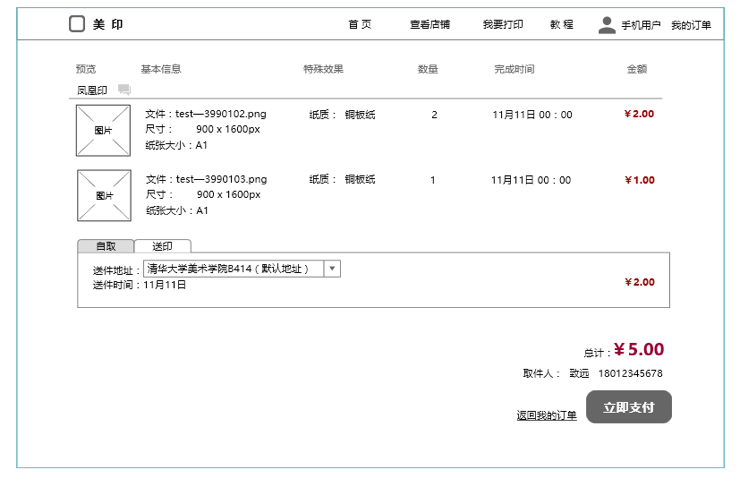 美 印 首 页 查看店铺 我要打印 教 程 手机用户 我的订单
预览 基本信息 特殊效果 数量 完成时间 金额
凤凰印
图片 文件：test—3990102.png 纸质： 铜板纸 2 11月11日 00：00 ￥2.00
尺寸： 900 x 1600px
纸张大小：A1
图片 文件：test—3990103.png 纸质： 铜板纸 1 11月11日 00：00 ￥1.00
尺寸： 900 x 1600px
纸张大小：A1
自取 送印
送件地址： 清华大学美术学院B414（默认地址）
送件时间：11月11日 ￥2.00
总计：￥5.00
取件人： 致远 18012345678
返回我的订单 立即支付